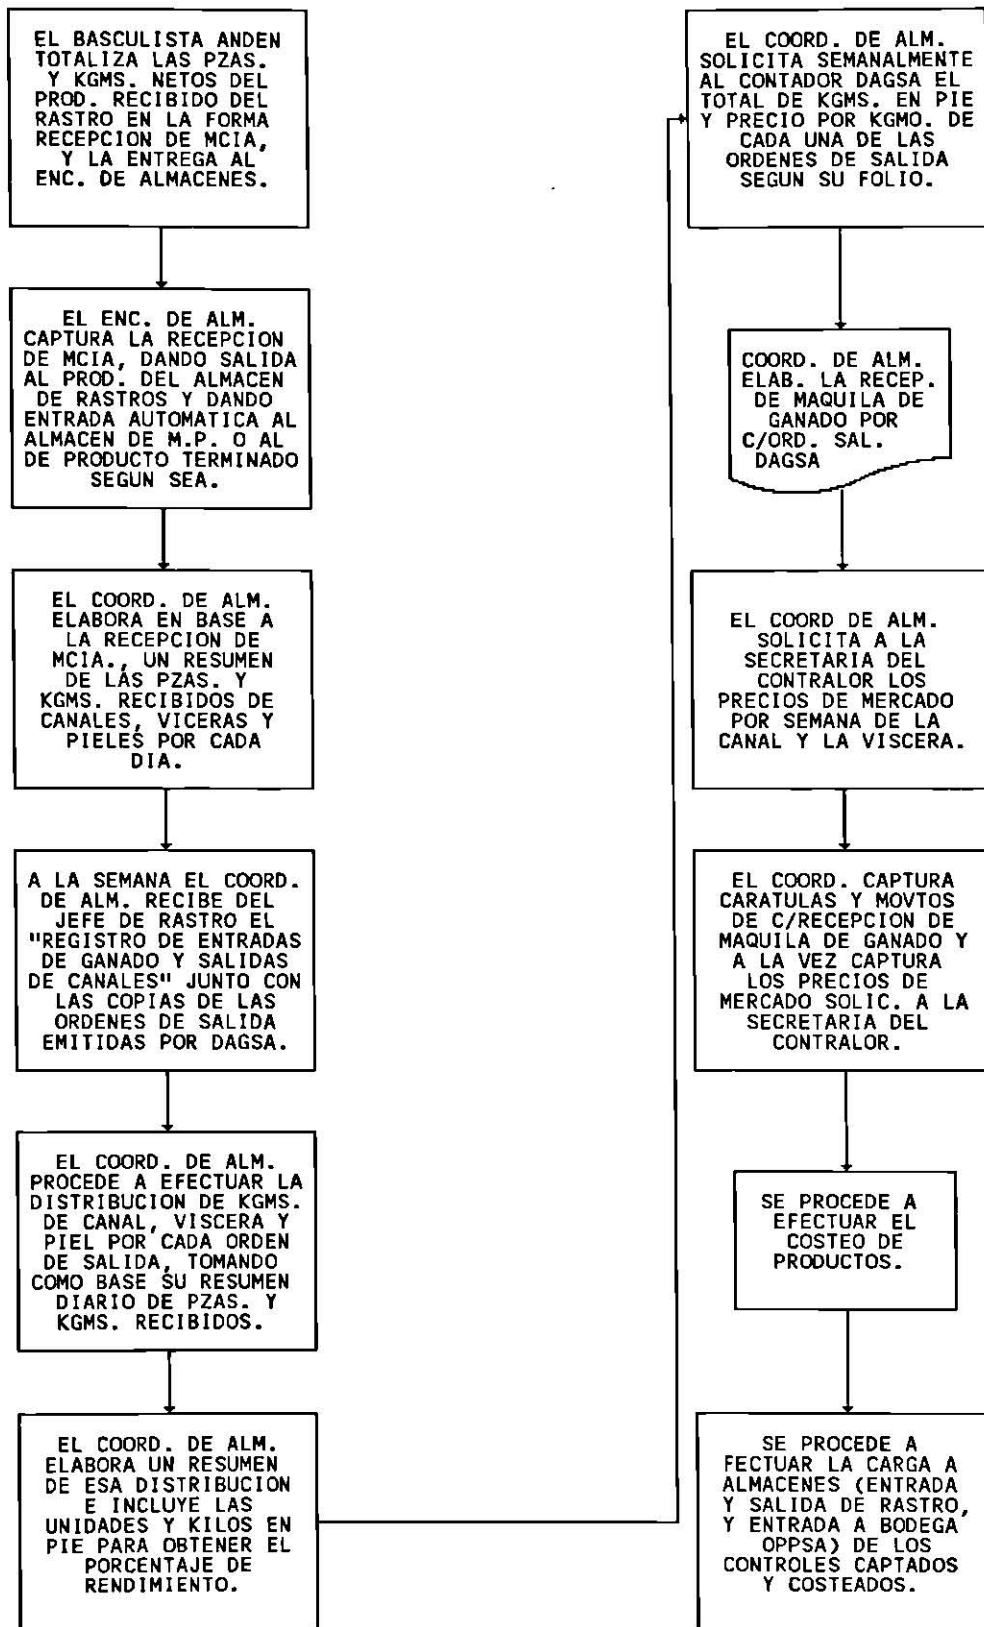 EL BASCULISTA ANDEN
TOTALIZA LAS PZAS.
Y KGMS. NETOS DEL
PROD. RECIBIDO DEL
RASTRO EN LA FORMA
RECEPCION DE MCIA,
Y LA ENTREGA AL
ENC. DE ALMACENES.
EL ENC. DE ALM.
CAPTURA LA RECEPCION
DE MCIA, DANDO SALIDA
AL PROD. DEL ALMACEN
DE RASTROS Y DANDO
ENTRADA AUTOMATICA AL
ALMACEN DE M.P. O AL
DE PRODUCTO TERMINADO
SEGUN SEA.
EL COORD. DE ALM.
ELABORA EN BASE A
LA RECEPCION DE
MCIA., UN RESUMEN
DE LAS PZAS. Y
KGMS. RECIBIDOS DE
CANALES, VICERAS Y
PIELES POR CADA
DIA.
A LA SEMANA EL COORD.
DE ALM. RECIBE DEL
JEFE DE RASTRO EL
"REGISTRO DE ENTRADAS
DE GANADO Y SALIDAS
DE CANALES" JUNTO CON
LAS COPIAS DE LAS
ORDENES DE SALIDA
EMITIDAS POR DAGSA.
EL COORD. DE ALM.
PROCEDE A EFECTUAR LA
DISTRIBUCION DE KGMS.
DE CANAL, VISCERA Y
PIEL POR CADA ORDEN
DE SALIDA, TOMANDO
COMO BASE SU RESUMEN
DIARIO DE PZAS. Y
KGMS. RECIBIDOS.
EL COORD. DE ALM.
ELABORA UN RESUMEN
DE ESA DISTRIBUCION
E INCLUYE LAS
UNIDADES Y KILOS EN
PIE PARA OBTENER EL
PORCENTAJE DE
RENDIMIENTO.
EL COORD. DE ALM.
SOLICITA SEMANALMENTE
AL CONTADOR DAGSA EL
TOTAL DE KGMS. EN PIE
Y PRECIO POR KGMO. DE
CADA UNA DE LAS
ORDENES DE SALIDA
SEGUN SU FOLIO.
COORD. DE ALM.
ELAB. LA RECEP.
DE MAQUILA DE
GANADO POR
C/ORD. SAL.
DAGSA
EL COORD DE ALM.
SOLICITA A LA
SECRETARIA DEL
CONTRALOR LOS
PRECIOS DE MERCADO
POR SEMANA DE LA
CANAL Y LA VISCERA.
EL COORD. CAPTURA
CARATULAS Y MOVTOS
DE C/RECEPCION DE
MAQUILA DE GANADO Y
A LA VEZ CAPTURA
LOS PRECIOS DE
MERCADO SOLIC. A LA
SECRETARIA DEL
CONTRALOR.
SE PROCEDE A
EFECTUAR EL
COSTEO DE
PRODUCTOS.
SE PROCEDE A
FECTUAR LA CARGA A
ALMACENES (ENTRADA
Y SALIDA DE RASTRO,
Y ENTRADA A BODEGA
OPPSA) DE LOS
CONTROLES CAPTADOS
Y COSTEADOS.